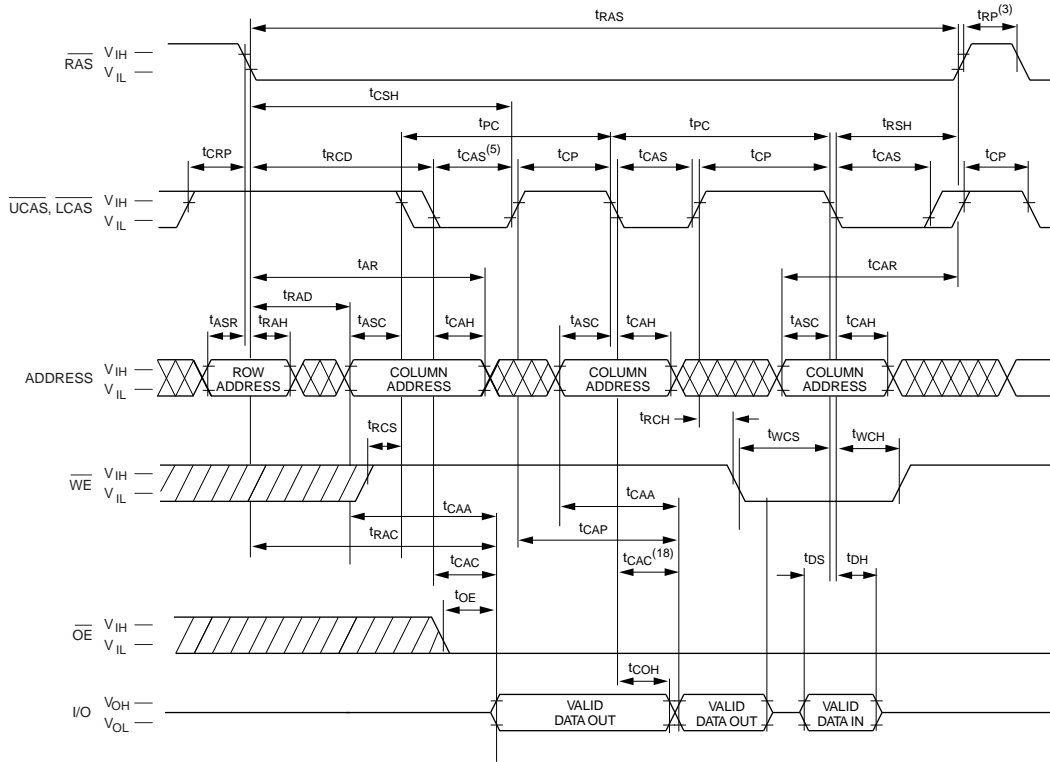 tRAS
tRP(3)
RAS
VIH
VIL
tCSH
tPC
tPC
tRSH
tCRP
tRCD
tCAS(5)
tCP
tCAS
tCP
tCAS
tCP
UCAS, LCAS
VIH
VIL
tAR
tCAR
tRAD
tASR
tRAH
tASC
tCAH
tASC
tCAH
tASC
tCAH
ADDRESS
VIH
VIL
ROW
ADDRESS
COLUMN
ADDRESS
COLUMN
ADDRESS
COLUMN
ADDRESS
tRCH
tRCS
tWCS
tWCH
WE
VIH
VIL
tCAA
tCAA
tRAC
tCAP
tCAC
tCAC(18)
tDS
tDH
tOE
OE
VIH
VIL
tCOH
I/O
VOH
VOL
VALID
DATA OUT
VALID
DATA OUT
VALID
DATA IN